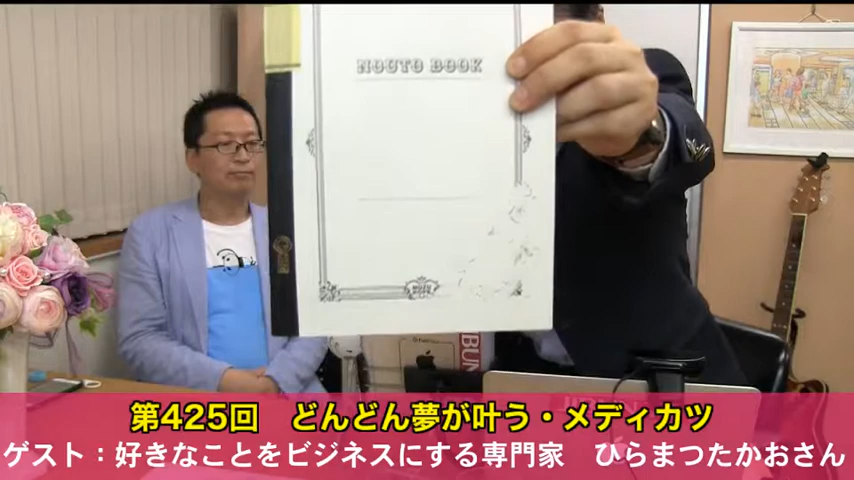 NOUTO BOOK
第425回 どんどん夢が叶う・メディカツ
ゲスト：好きなことをビジネスにする専門家 ひらまつたかおさん